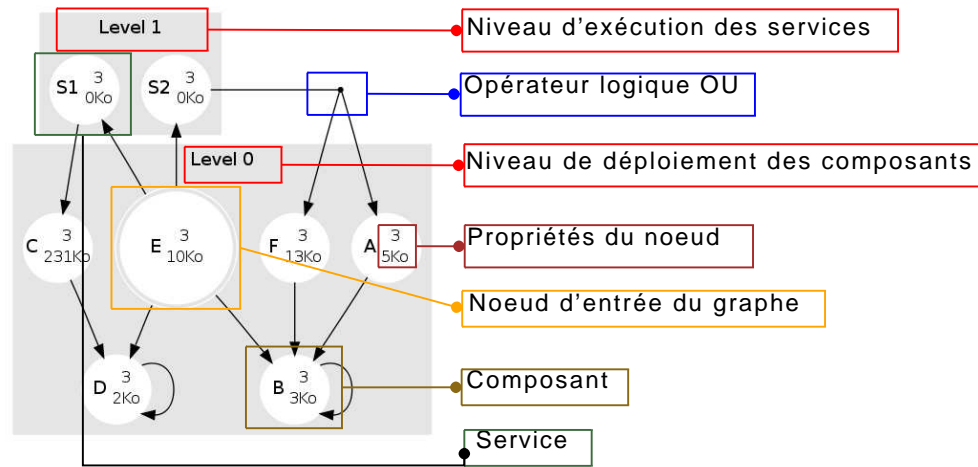 Level 1
Niveau d'exécution des services
S1 3
0Ko
S2 3
0Ko
Opérateur logique OU
Level 0
Niveau de déploiement des composants
C 3
231Ko
E 3
10Ko
F 3
13Ko
A 3
5Ko
Propriétés du noeud
Noeud d'entrée du graphe
D 3
2Ko
B 3
3Ko
Composant
Service